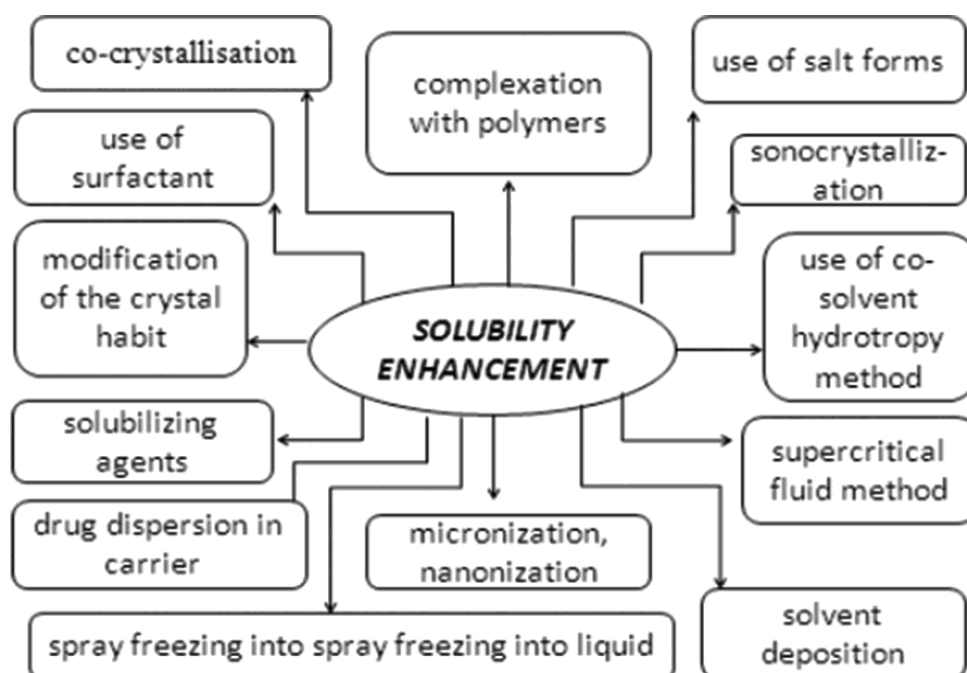 co-crystallisation
complexation
with polymers
use of salt forms
use of
surfactant
sonocrystalliz-
ation
modification
of the crystal
habit
SOLUBILITY
ENHANCEMENT
use of co-
solvent
hydrotropy
method
solubilizing
agents
supercritical
fluid method
drug dispersion in
carrier
micronization,
nanonization
spray freezing into spray freezing into liquid
solvent
deposition